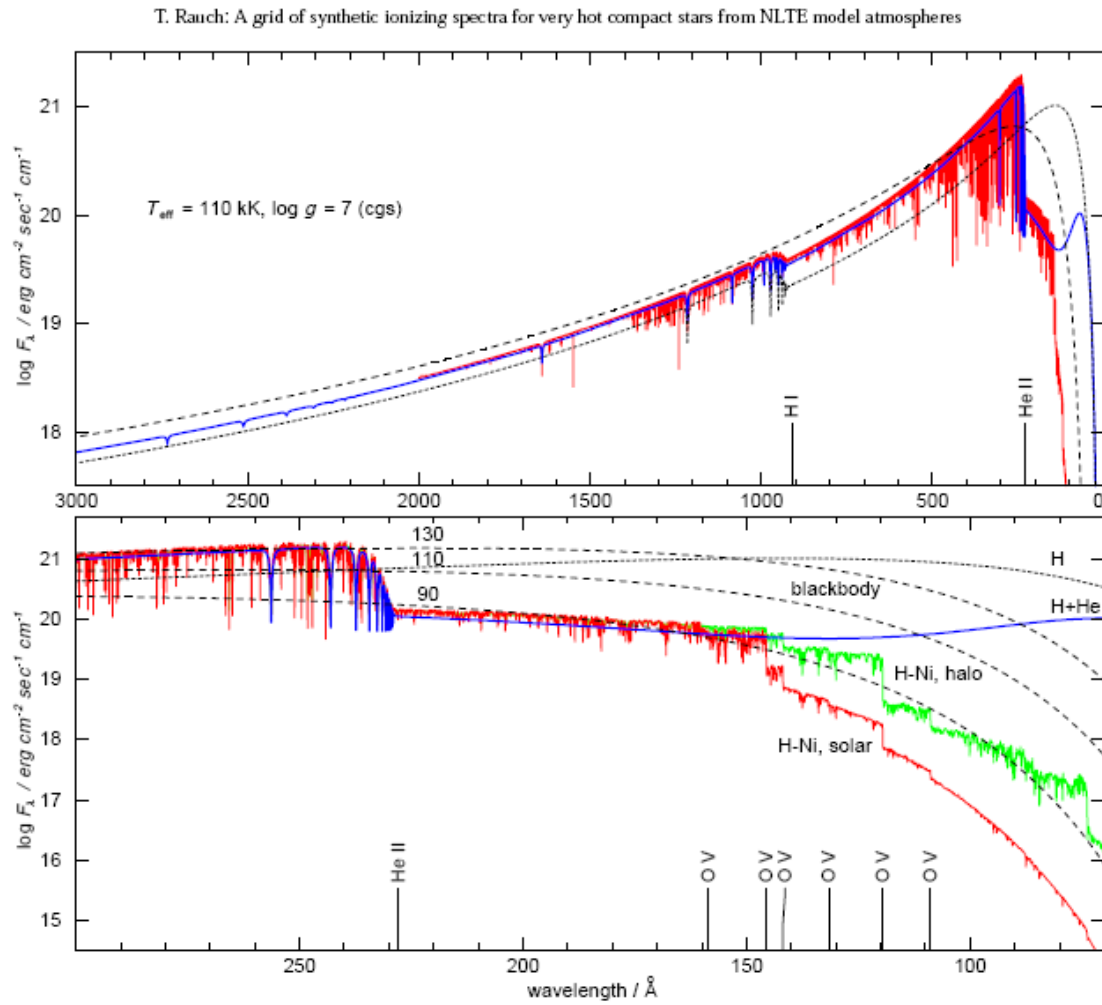 T. Rauch: A grid of synthetic ionizing spectra for very hot compact stars from NLTE model atmospheres
log Fλ / erg cm⁻² sec⁻¹ cm⁻¹
21
20
19
18
Teff = 110 kK, log g = 7 (cgs)
H I
He II
3000 2500 2000 1500 1000 500 0
log Fλ / erg cm⁻² sec⁻¹ cm⁻¹
21
20
19
18
17
16
15
130
110
90
blackbody
H
H+He
H-Ni, halo
H-Ni, solar
He II
O V
O V
O V
O V
O V
O V
250 200 150 100
wavelength / Å